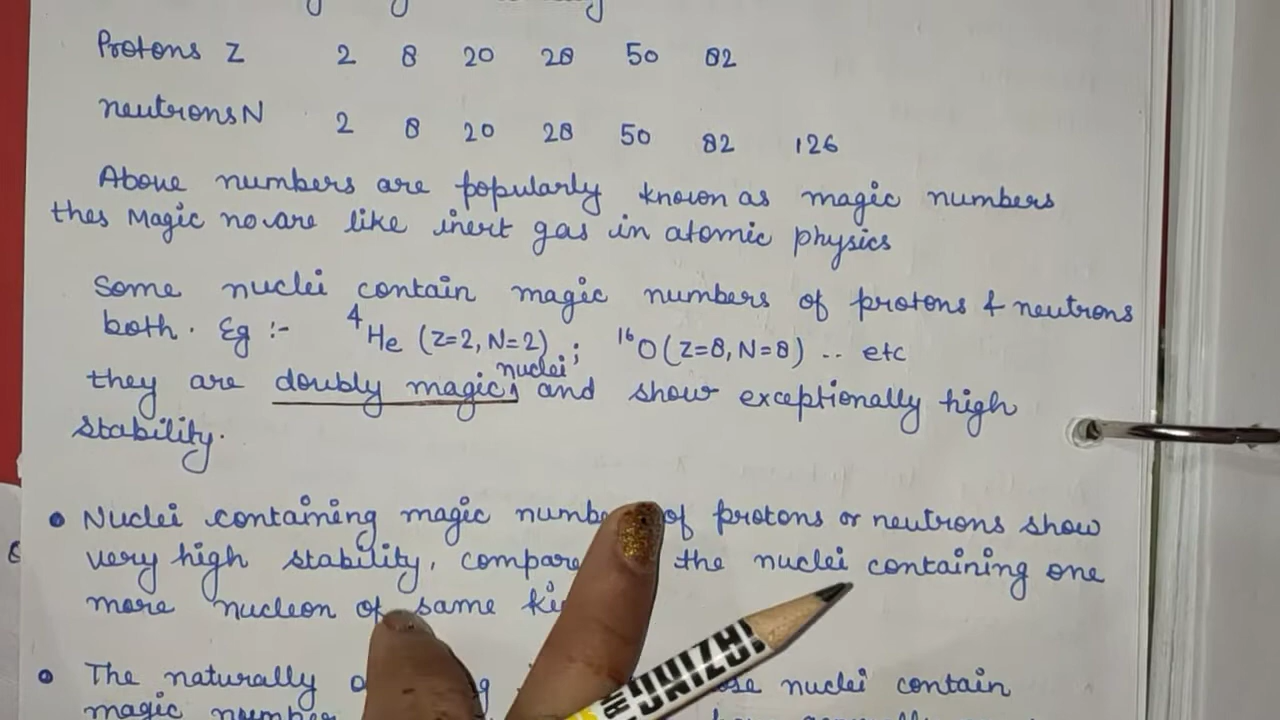 Protons Z 2 8 20 28 50 82
neutrons N 2 8 20 28 50 82 126
Above numbers are popularly known as magic numbers
thes Magic no. are like inert gas in atomic physics
Some nuclei contain magic numbers of protons & neutrons
both. Eg :- ⁴He (Z=2, N=2) ; ¹⁶O (Z=8, N=8) .. etc
nuclei;
they are doubly magic, and show exceptionally high
stability.
• Nuclei containing magic of protons or neutrons show
very high stability, the nuclei containing one
more nucleon of same
• The naturally nuclei contain
magic